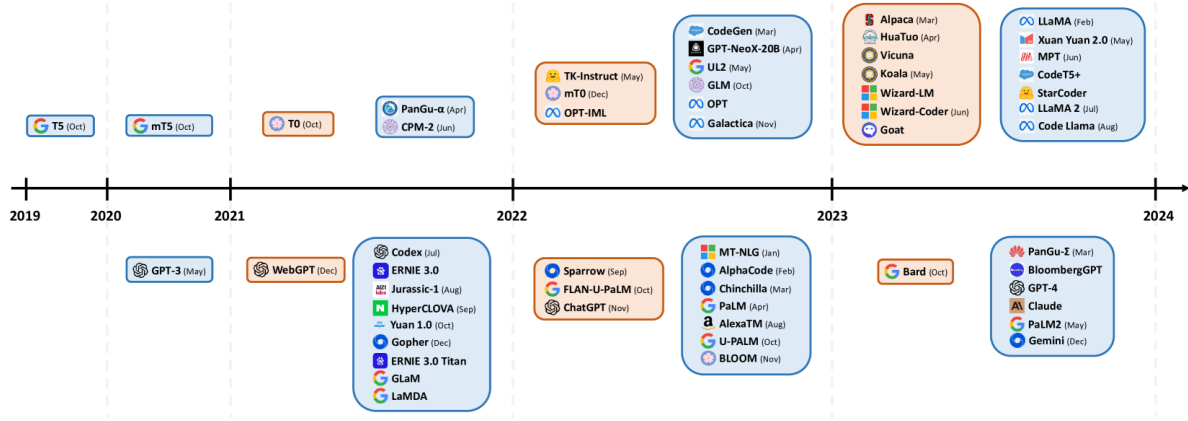 T5 (Oct)
mT5 (Oct)
T0 (Oct)
PanGu-α (Apr)
CPM-2 (Jun)
TK-Instruct (May)
mT0 (Dec)
OPT-IML
CodeGen (Mar)
GPT-NeoX-20B (Apr)
UL2 (May)
GLM (Oct)
OPT
Galactica (Nov)
Alpaca (Mar)
HuaTuo (Apr)
Vicuna
Koala (May)
Wizard-LM
Wizard-Coder (Jun)
Goat
LLaMA (Feb)
Xuan Yuan 2.0 (May)
MPT (Jun)
CodeT5+
StarCoder
LLaMA 2 (Jul)
Code Llama (Aug)
2019
2020
2021
2022
2023
2024
GPT-3 (May)
WebGPT (Dec)
Codex (Jul)
ERNIE 3.0
AI21 labs
Jurassic-1 (Aug)
HyperCLOVA (Sep)
Yuan 1.0 (Oct)
Gopher (Dec)
ERNIE 3.0 Titan
GLaM
LaMDA
Sparrow (Sep)
FLAN-U-PaLM (Oct)
ChatGPT (Nov)
MT-NLG (Jan)
AlphaCode (Feb)
Chinchilla (Mar)
PaLM (Apr)
AlexaTM (Aug)
U-PALM (Oct)
BLOOM (Nov)
Bard (Oct)
PanGu-Σ (Mar)
BloombergGPT
GPT-4
Claude
PaLM2 (May)
Gemini (Dec)